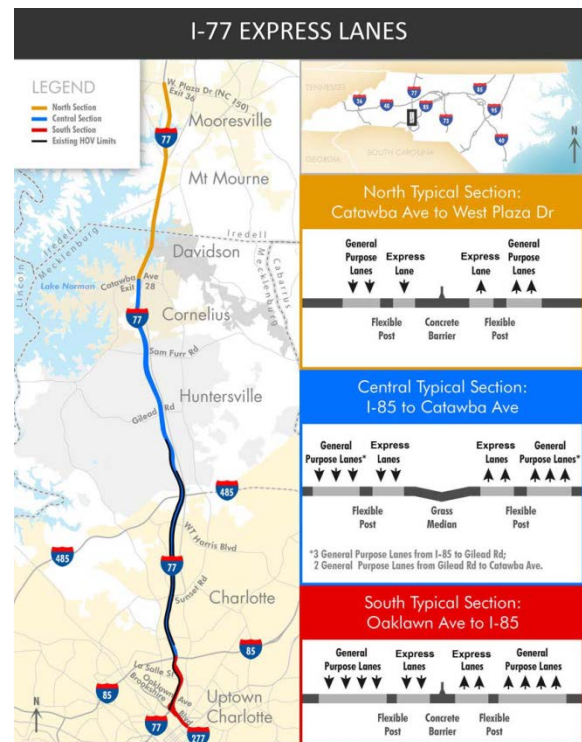 I-77 EXPRESS LANES
LEGEND
North Section
Central Section
South Section
Existing HOV Limits
W. Plaza Dr (NC 150)
Exit 36
Mooresville
77
Mt Mourne
Iredell
Mecklenburg
Lincoln
Davidson
Mecklenburg
Cabarrus
Lake Norman
Catawba Ave
Exit 28
Cornelius
77
Sam Furr Rd
Huntersville
Gilead Rd
485
WT Harris Blvd
485
77
Sunset Rd
Charlotte
85
La Salle St
Oaklawn Ave
Brookshire Blvd
85
Uptown
Charlotte
77
277
N
TENNESSEE
GEORGIA
SOUTH CAROLINA
26
40
77
85
85
73
95
40
N
North Typical Section:
Catawba Ave to West Plaza Dr
General
Purpose
Lanes
Express
Lane
Express
Lane
General
Purpose
Lanes
Flexible
Post
Concrete
Barrier
Flexible
Post
Central Typical Section:
I-85 to Catawba Ave
General
Purpose Lanes*
Express
Lanes
Express
Lanes
General
Purpose Lanes*
Flexible
Post
Grass
Median
Flexible
Post
*3 General Purpose Lanes from I-85 to Gilead Rd;
2 General Purpose Lanes from Gilead Rd to Catawba Ave.
South Typical Section:
Oaklawn Ave to I-85
General
Purpose Lanes
Express
Lanes
Express
Lanes
General
Purpose Lanes
Flexible
Post
Concrete
Barrier
Flexible
Post